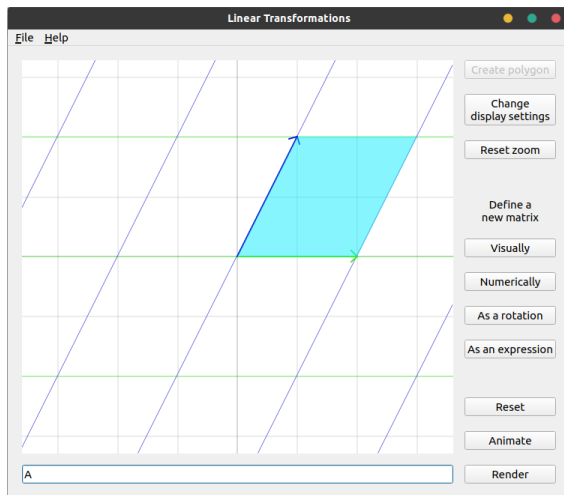 Linear Transformations
File Help
Create polygon
Change
display settings
Reset zoom
Define a
new matrix
Visually
Numerically
As a rotation
As an expression
Reset
Animate
A
Render